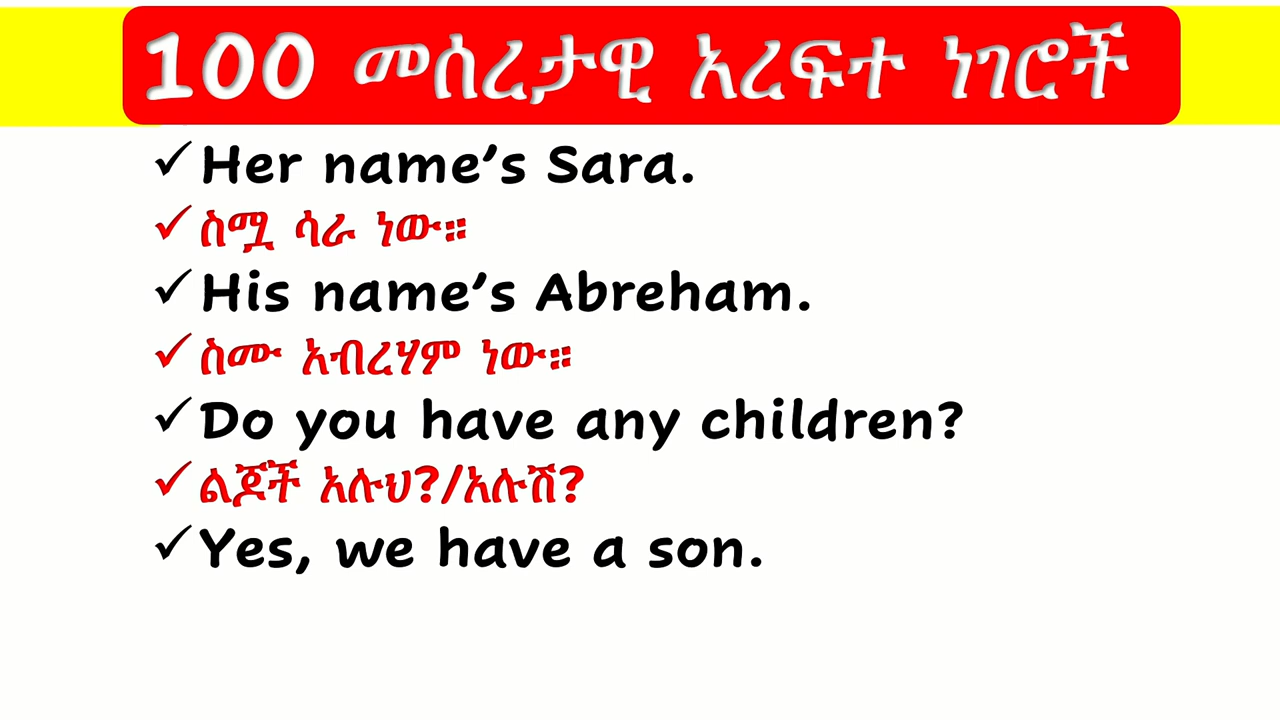 100 መሰረታዊ አረፍተ ነገሮች
✓Her name’s Sara.
✓ስሟ ሳራ ነው።
✓His name’s Abreham.
✓ስሙ አብረሃም ነው።
✓Do you have any children?
✓ልጆች አሉህ?/አሉሽ?
✓Yes, we have a son.